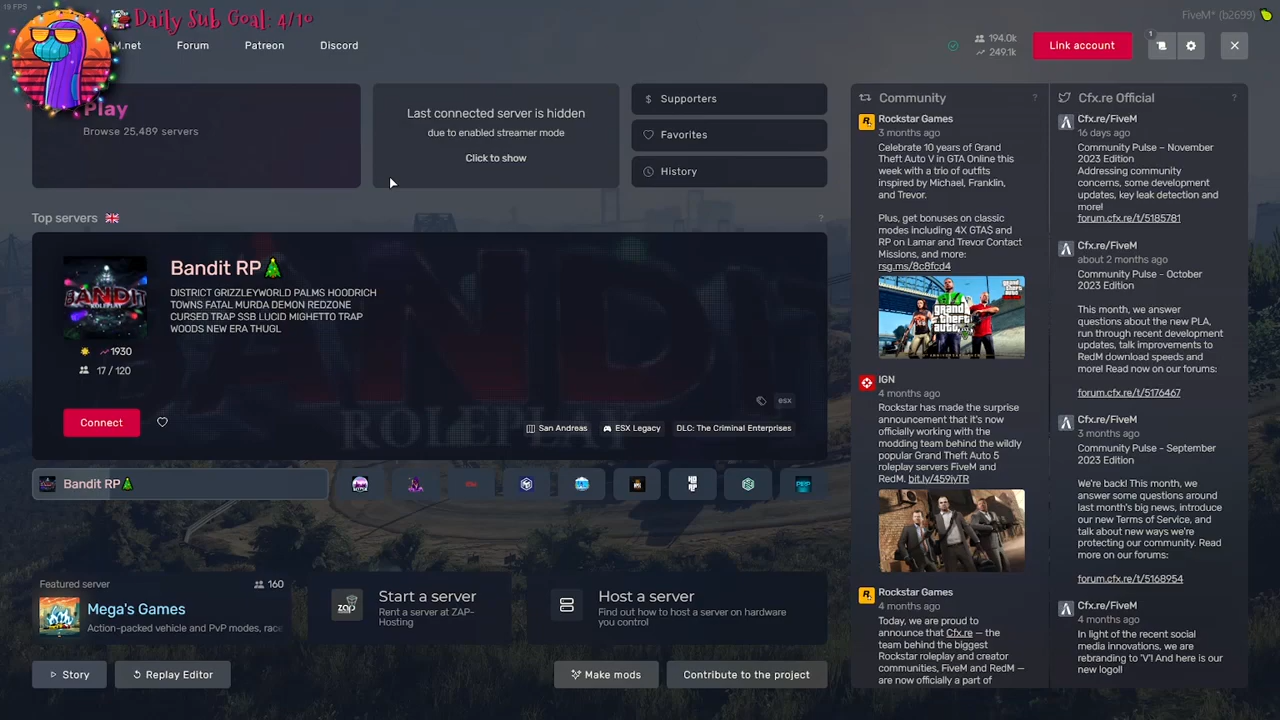 19 FPS
Daily Sub Goal: 4/10
FiveM* (b2699)
M.net
Forum
Patreon
Discord
194.0k
249.1k
Link account
1
Play
Browse 25,489 servers
Last connected server is hidden
due to enabled streamer mode
Click to show
Supporters
Favorites
History
Top servers
?
Bandit RP🎄
DISTRICT GRIZZLEYWORLD PALMS HOODRICH
TOWNS FATAL MURDA DEMON REDZONE
CURSED TRAP SSB LUCID MIGHETTO TRAP
WOODS NEW ERA THUGL
BANDIT
ROLEPLAY
1930
17 / 120
Connect
BANDIT
ROLEPLAY
esx
San Andreas
ESX Legacy
DLC: The Criminal Enterprises
Bandit RP🎄
Featured server
160
Mega's Games
Action-packed vehicle and PvP modes, race
ZAP
Start a server
Rent a server at ZAP-
Hosting
Host a server
Find out how to host a server on hardware
you control
Story
Replay Editor
Make mods
Contribute to the project
Community
?
Rockstar Games
3 months ago
Celebrate 10 years of Grand
Theft Auto V in GTA Online this
week with a trio of outfits
inspired by Michael, Franklin,
and Trevor.
Plus, get bonuses on classic
modes including 4X GTA$ and
RP on Lamar and Trevor Contact
Missions, and more:
rsg.ms/8c8fcd4
grand
theft
auto
IGN
4 months ago
Rockstar has made the surprise
announcement that it's now
officially working with the
modding team behind the wildly
popular Grand Theft Auto 5
roleplay servers FiveM and
RedM. bit.ly/459IyTR
Rockstar Games
4 months ago
Today, we are proud to
announce that Cfx.re — the
team behind the biggest
Rockstar roleplay and creator
communities, FiveM and RedM —
are now officially a part of
Cfx.re Official
?
Cfx.re/FiveM
16 days ago
Community Pulse – November
2023 Edition
Addressing community
concerns, some development
updates, key leak detection and
more!
forum.cfx.re/t/5185781
Cfx.re/FiveM
about 2 months ago
Community Pulse - October
2023 Edition
This month, we answer
questions about the new PLA,
run through recent development
updates, talk improvements to
RedM download speeds and
more! Read now on our forums:
forum.cfx.re/t/5176467
Cfx.re/FiveM
3 months ago
Community Pulse - September
2023 Edition
We're back! This month, we
answer some questions around
last month's big news, introduce
our new Terms of Service, and
talk about new ways we're
protecting our community. Read
more on our forums:
forum.cfx.re/t/5168954
Cfx.re/FiveM
4 months ago
In light of the recent social
media innovations, we are
rebranding to 'V'! And here is our
new logo!!